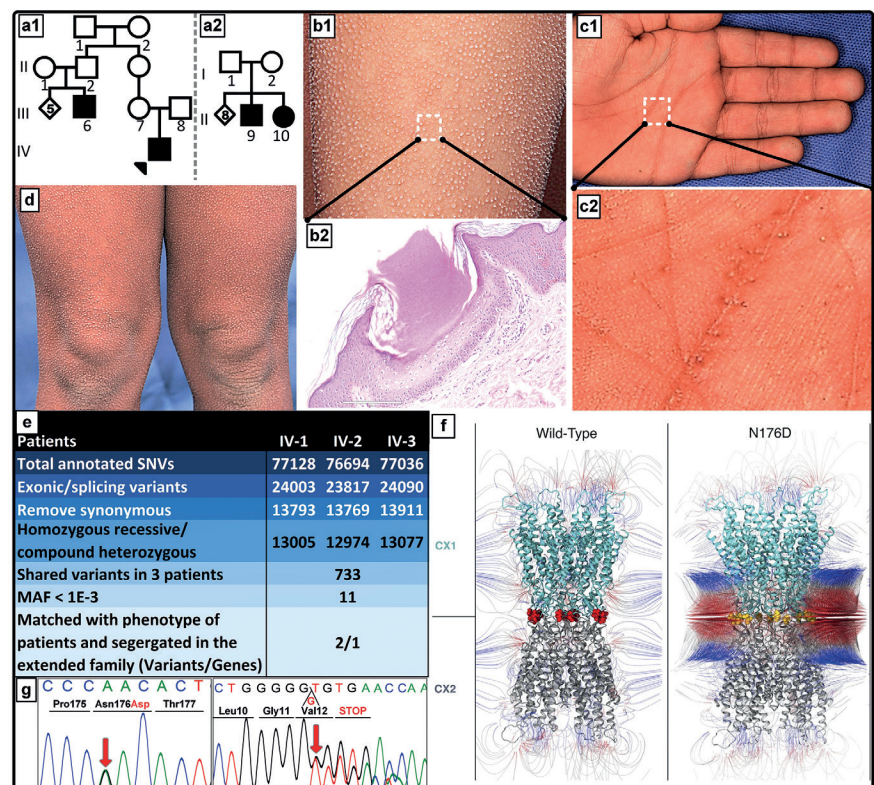 a1
a2
1
2
II
1
2
I
1
2
III
5
6
7
8
II
8
9
10
IV
b1
c1
d
b2
c2
e
Patients IV-1 IV-2 IV-3
Total annotated SNVs 77128 76694 77036
Exonic/splicing variants 24003 23817 24090
Remove synonymous 13793 13769 13911
Homozygous recessive/
compound heterozygous 13005 12974 13077
Shared variants in 3 patients 733
MAF < 1E-3 11
Matched with phenotype of
patients and segergated in the
extended family (Variants/Genes) 2/1
f
Wild-Type
N176D
CX1
CX2
g
C C C A A C A C T
Pro175 Asn176Asp Thr177
C T G G G G G T G T G A A C C A A
G
Leu10 Gly11 Val12 STOP